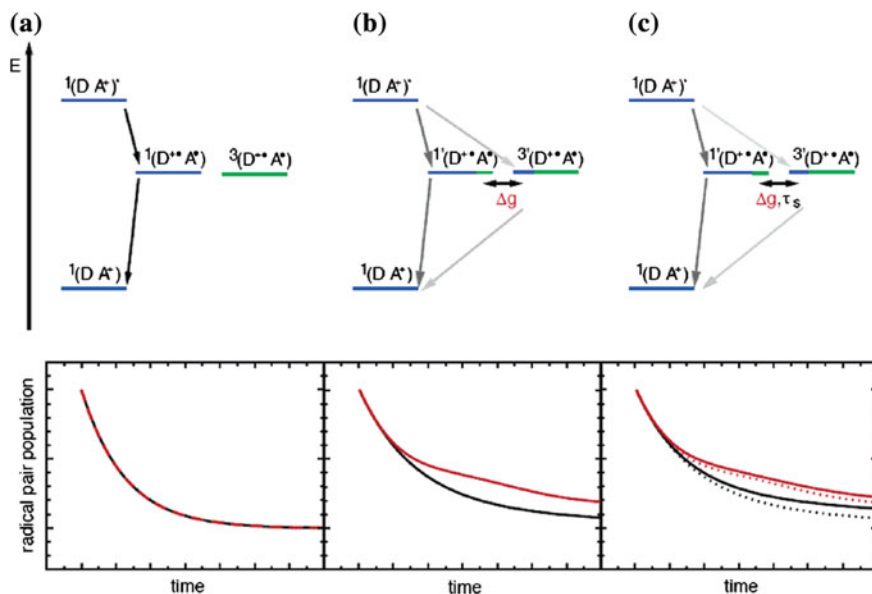 (a) (b) (c)
E
¹(D A⁺)* ¹(D A⁺)* ¹(D A⁺)*
¹(D⁺• A•) ³(D⁺• A•) ¹'(D⁺• A•) ³'(D⁺• A•) ¹'(D⁺• A•) ³'(D⁺• A•)
Δg Δg,τs
¹(D A⁺) ¹(D A⁺) ¹(D A⁺)
radical pair population
time time time